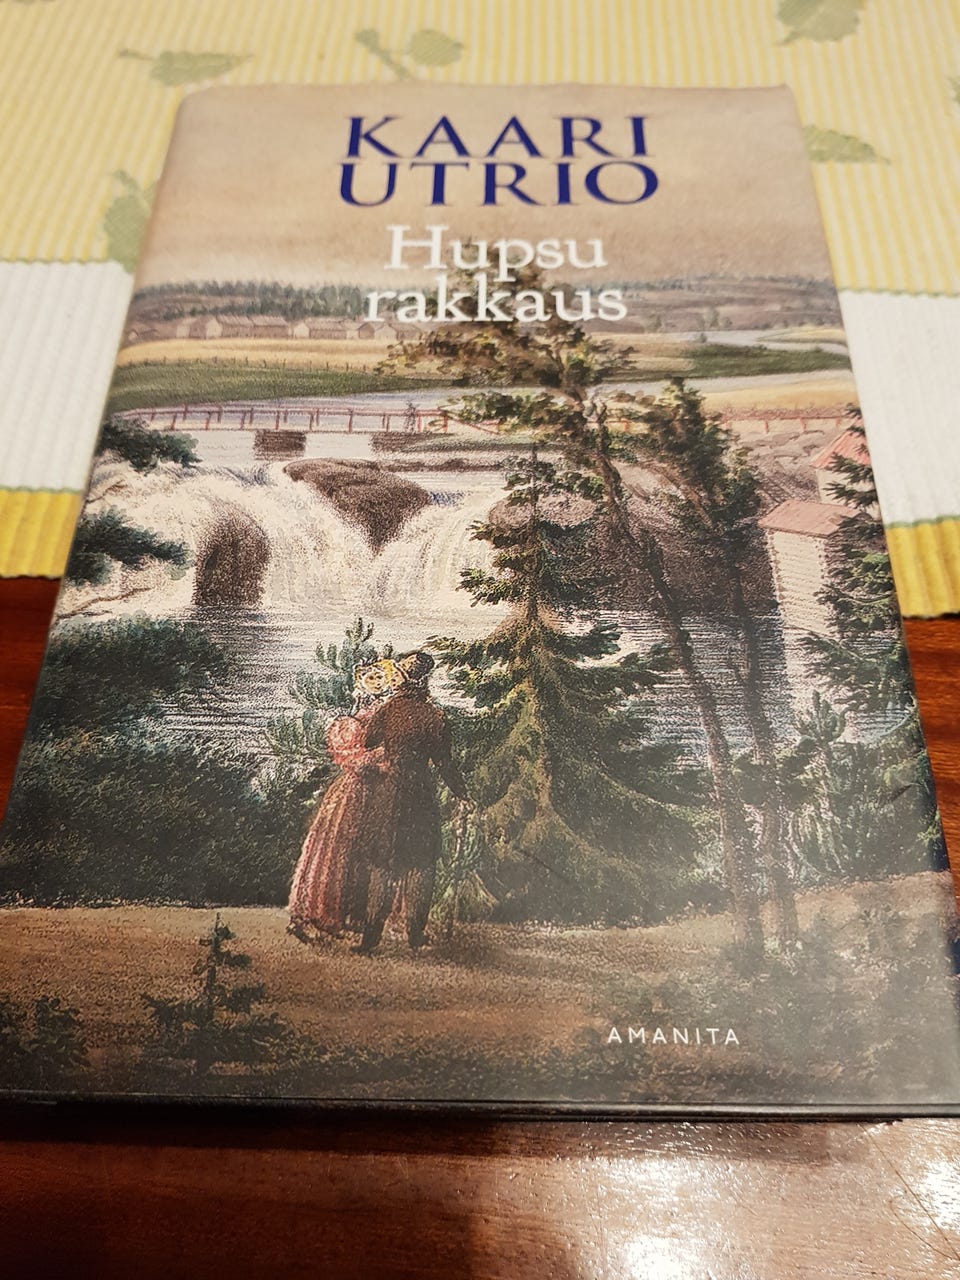 KAARI
UTRIO
Hupsu
rakkaus
AMANITA